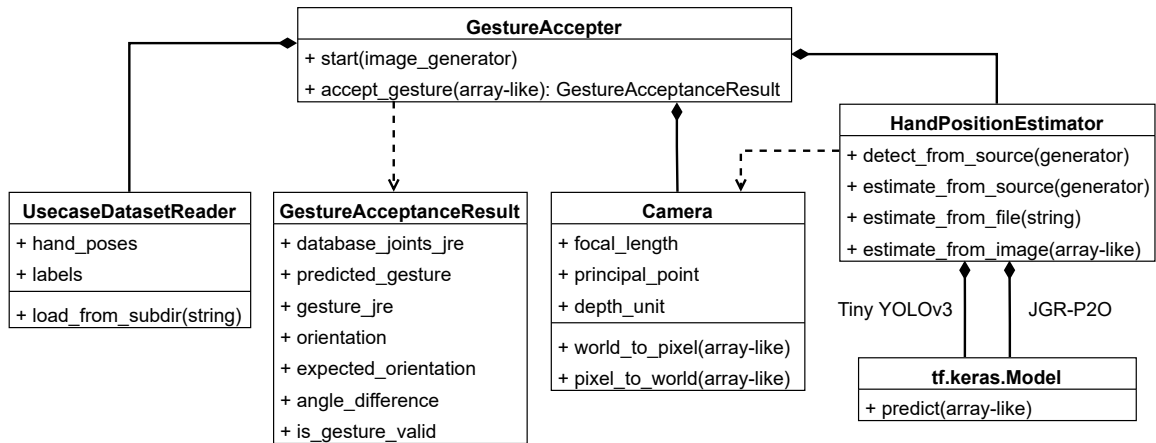 GestureAccepter
+ start(image_generator)
+ accept_gesture(array-like): GestureAcceptanceResult
HandPositionEstimator
+ detect_from_source(generator)
+ estimate_from_source(generator)
+ estimate_from_file(string)
+ estimate_from_image(array-like)
UsecaseDatasetReader
+ hand_poses
+ labels
+ load_from_subdir(string)
GestureAcceptanceResult
+ database_joints_jre
+ predicted_gesture
+ gesture_jre
+ orientation
+ expected_orientation
+ angle_difference
+ is_gesture_valid
Camera
+ focal_length
+ principal_point
+ depth_unit
+ world_to_pixel(array-like)
+ pixel_to_world(array-like)
Tiny YOLOv3
JGR-P2O
tf.keras.Model
+ predict(array-like)